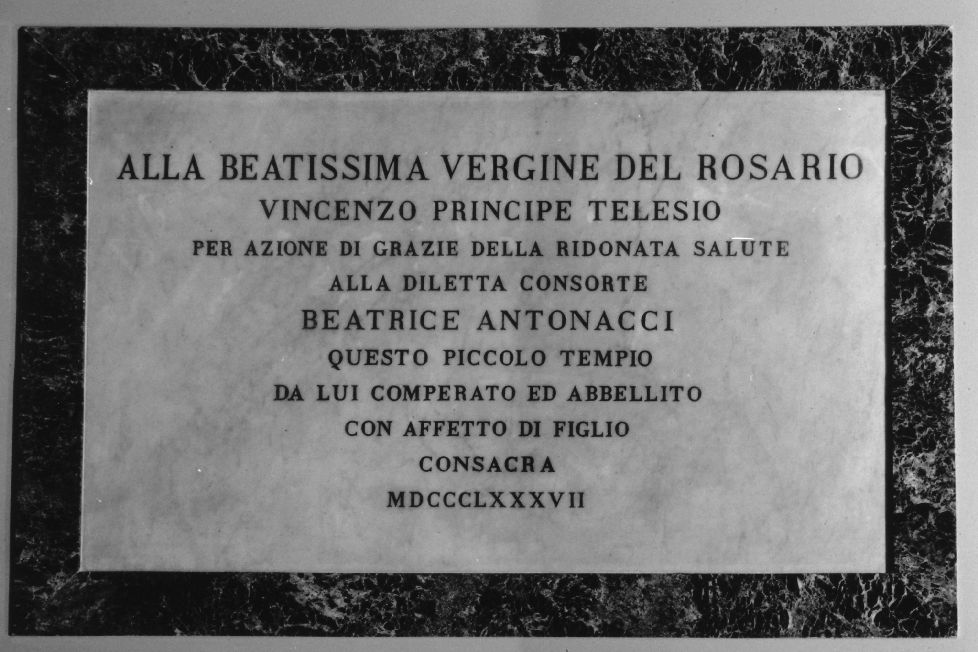 ALLA BEATISSIMA VERGINE DEL ROSARIO
VINCENZO PRINCIPE TELESIO
PER AZIONE DI GRAZIE DELLA RIDONATA SALUTE
ALLA DILETTA CONSORTE
BEATRICE ANTONACCI
QUESTO PICCOLO TEMPIO
DA LUI COMPERATO ED ABBELLITO
CON AFFETTO DI FIGLIO
CONSACRA
MDCCCLXXXVII